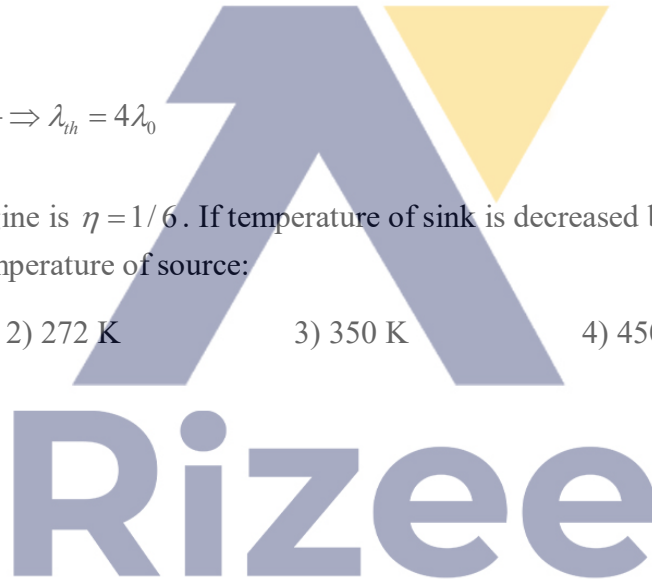 ⇒ λ_th = 4λ_0
ine is η = 1/6. If temperature of sink is decreased b
mperature of source:
2) 272 K 3) 350 K 4) 45
Rizee